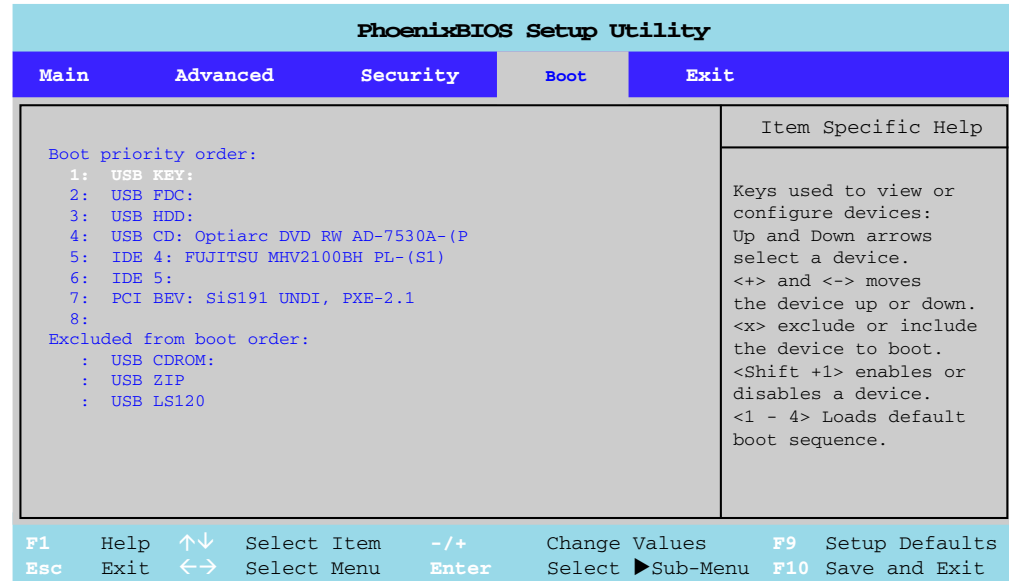 PhoenixBIOS Setup Utility
Main Advanced Security Boot Exit
Boot priority order:
1: USB KEY:
2: USB FDC:
3: USB HDD:
4: USB CD: Optiarc DVD RW AD-7530A-(P
5: IDE 4: FUJITSU MHV2100BH PL-(S1)
6: IDE 5:
7: PCI BEV: SiS191 UNDI, PXE-2.1
8:
Excluded from boot order:
: USB CDROM:
: USB ZIP
: USB LS120
Item Specific Help
Keys used to view or
configure devices:
Up and Down arrows
select a device.
<+> and <-> moves
the device up or down.
<x> exclude or include
the device to boot.
<Shift +1> enables or
disables a device.
<1 - 4> Loads default
boot sequence.
F1 Help ↑↓ Select Item -/+ Change Values F9 Setup Defaults
Esc Exit ←→ Select Menu Enter Select ▶Sub-Menu F10 Save and Exit